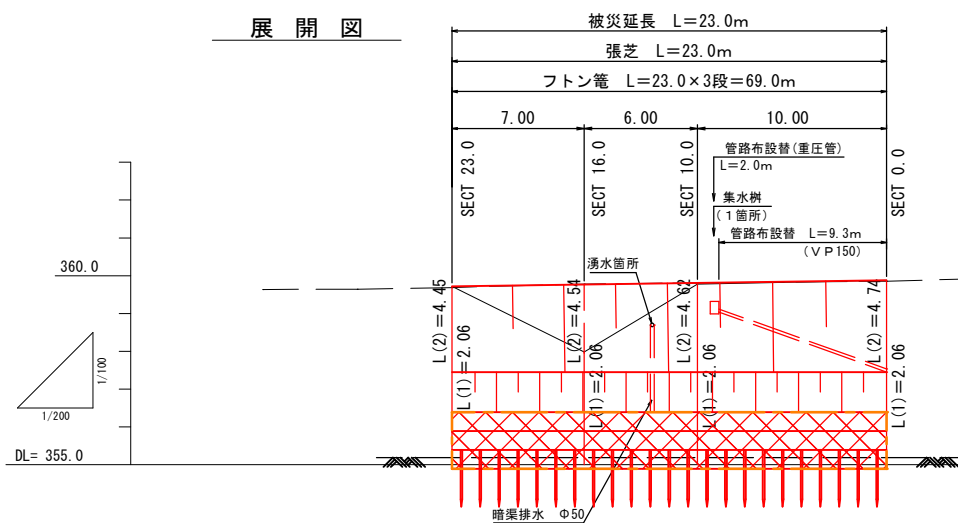 展開図
被災延長 L=23.0m
張芝 L=23.0m
フトン篭 L=23.0×3段=69.0m
7.00
6.00
10.00
SECT 23.0
SECT 16.0
SECT 10.0
SECT 0.0
管路布設替(重圧管)
L=2.0m
集水桝
(1箇所)
管路布設替 L=9.3m
(VP150)
湧水箇所
360.0
L(2)=4.45
L(2)=4.54
L(2)=4.62
L(2)=4.74
L(1)=2.06
L(1)=2.06
L(1)=2.06
L(1)=2.06
1/100
1/200
DL= 355.0
暗渠排水 Φ50